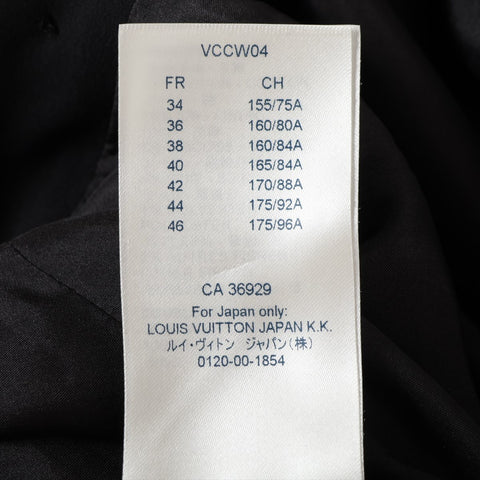 VCCW04
FR CH
34 155/75A
36 160/80A
38 160/84A
40 165/84A
42 170/88A
44 175/92A
46 175/96A
CA 36929
For Japan only:
LOUIS VUITTON JAPAN K.K.
ルイ・ヴィトン ジャパン(株)
0120-00-1854